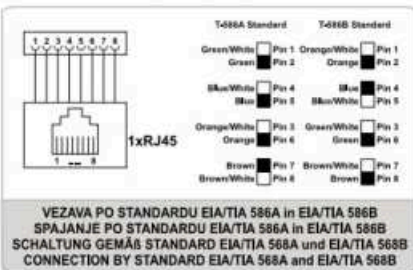 T-586A Standard T-586B Standard
1 2 3 4 5 6 7 8
Green/White Pin 1 Orange/White Pin 1
Green Pin 2 Orange Pin 2
Blue/White Pin 4 Blue Pin 4
Blue Pin 5 Blue/White Pin 5
Orange/White Pin 3 Green/White Pin 3
Orange Pin 6 Green Pin 6
1xRJ45
Brown Pin 7 Brown/White Pin 7
Brown/White Pin 8 Brown Pin 8
1 -- 8
VEZAVA PO STANDARDU EIA/TIA 586A in EIA/TIA 586B
SPAJANJE PO STANDARDU EIA/TIA 586A in EIA/TIA 586B
SCHALTUNG GEMÄß STANDARD EIA/TIA 568A und EIA/TIA 568B
CONNECTION BY STANDARD EIA/TIA 568A and EIA/TIA 568B